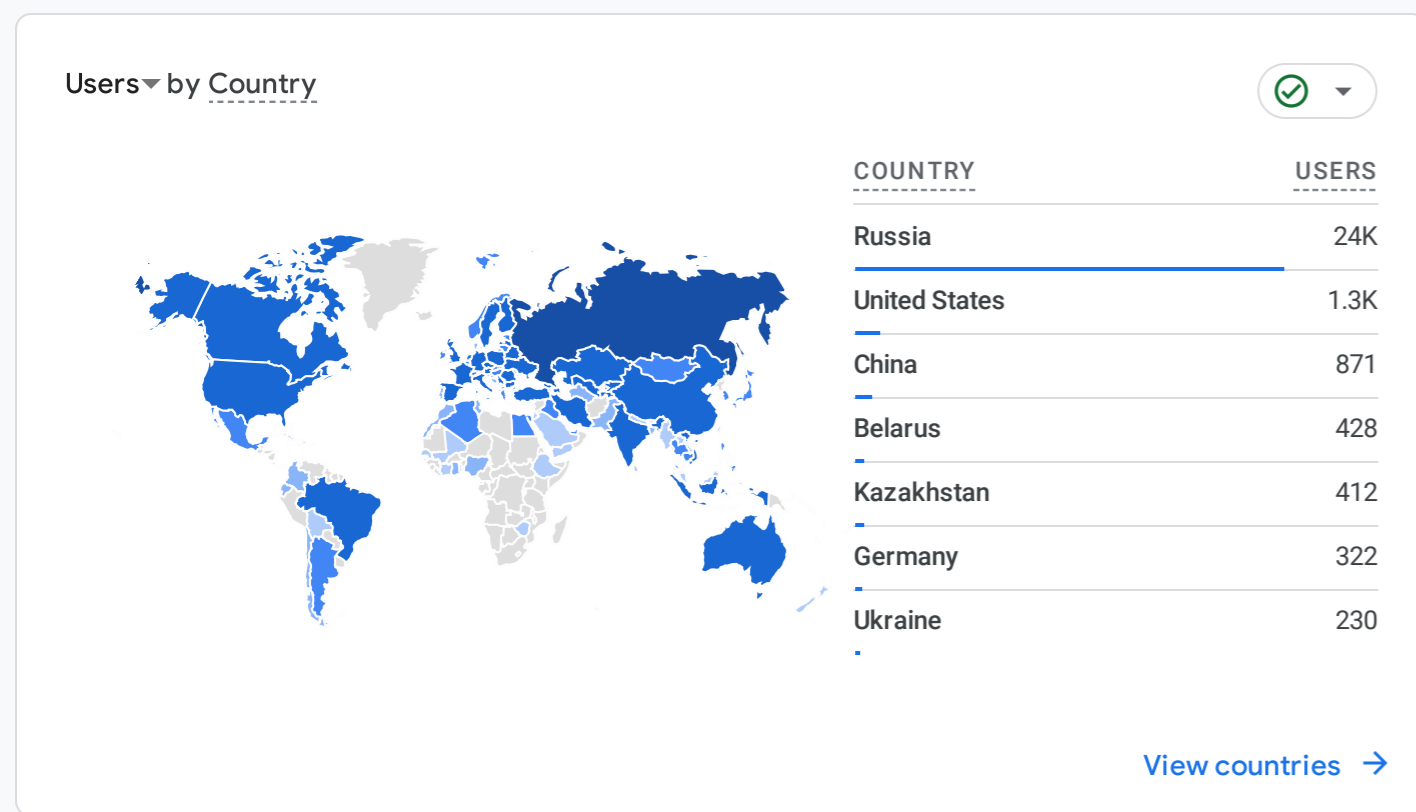 Users by Country
COUNTRY USERS
Russia 24K
United States 1.3K
China 871
Belarus 428
Kazakhstan 412
Germany 322
Ukraine 230
View countries